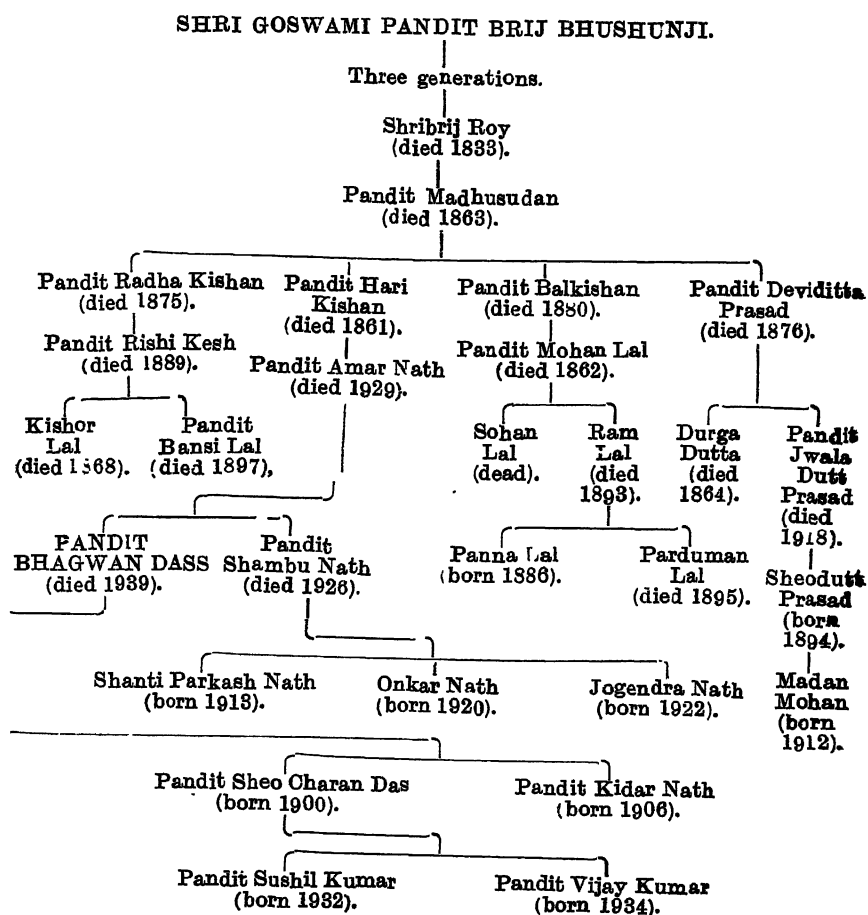 SHRI GOSWAMI PANDIT BRIJ BHUSHUNJI.
Three generations.
Shribrij Roy
(died 1833).
Pandit Madhusudan
(died 1863).
Pandit Radha Kishan
(died 1875).
Pandit Hari
Kishan
(died 1861).
Pandit Balkishan
(died 1880).
Pandit Deviditta
Prasad
(died 1876).
Pandit Rishi Kesh
(died 1889).
Pandit Amar Nath
(died 1929).
Pandit Mohan Lal
(died 1862).
Kishor
Lal
(died 1868).
Pandit
Bansi Lal
(died 1897),
Sohan
Lal
(dead).
Ram
Lal
(died
1893).
Durga
Dutta
(died
1864).
Pandit
Jwala
Dutt
Prasad
(died
1918).
PANDIT
BHAGWAN DASS
(died 1939).
Pandit
Shambu Nath
(died 1926).
Panna Lal
(born 1886).
Parduman
Lal
(died 1895).
Sheodutt
Prasad
(born
1894).
Shanti Parkash Nath
(born 1913).
Onkar Nath
(born 1920).
Jogendra Nath
(born 1922).
Madan
Mohan
(born
1912).
Pandit Sheo Charan Das
(born 1900).
Pandit Kidar Nath
(born 1906).
Pandit Sushil Kumar
(born 1932).
Pandit Vijay Kumar
(born 1934).